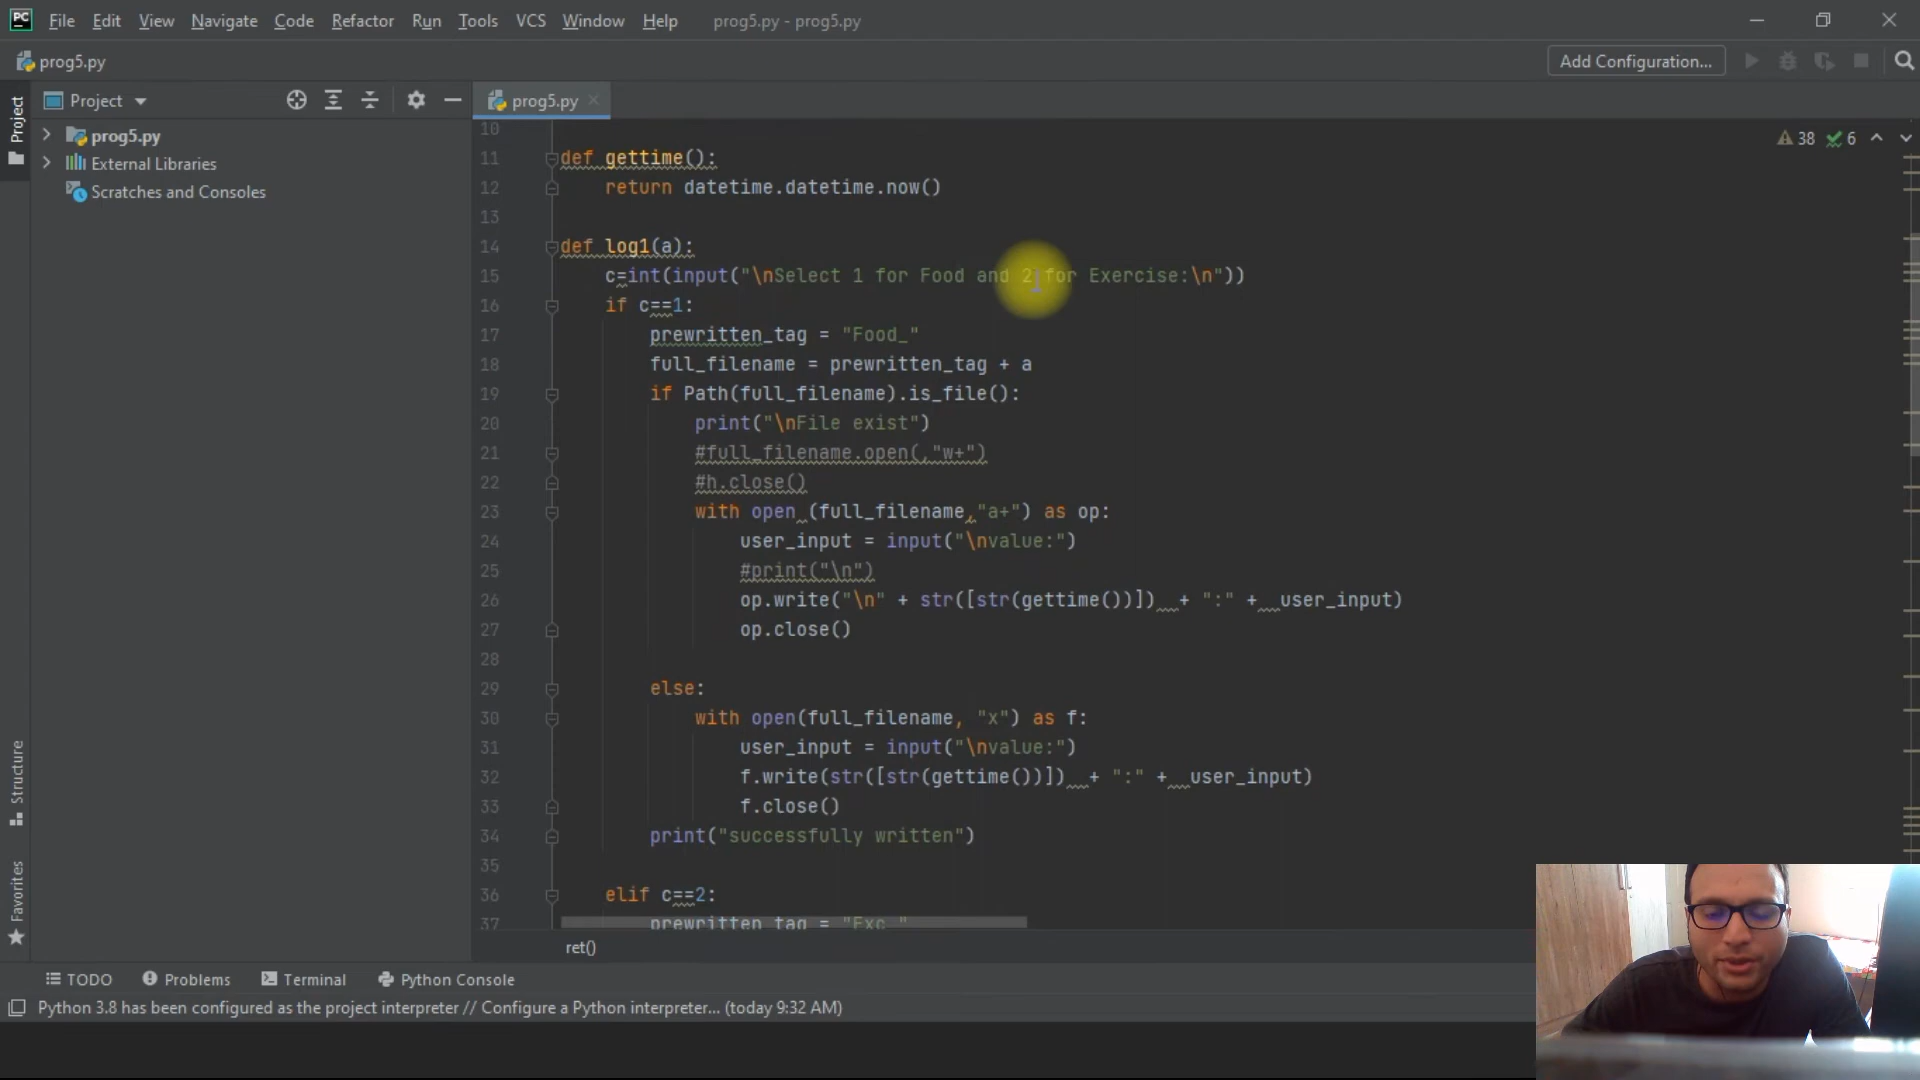 PC File Edit View Navigate Code Refactor Run Tools VCS Window Help prog5.py - prog5.py
prog5.py Add Configuration...
Project prog5.py
prog5.py
External Libraries
Scratches and Consoles
Project
Structure
Favorites
38 6
10
11 def gettime():
12 return datetime.datetime.now()
13
14 def log1(a):
15 c=int(input("\nSelect 1 for Food and 2 for Exercise:\n"))
16 if c==1:
17 prewritten_tag = "Food_"
18 full_filename = prewritten_tag + a
19 if Path(full_filename).is_file():
20 print("\nFile exist")
21 #full_filename.open(,"w+")
22 #h.close()
23 with open (full_filename,"a+") as op:
24 user_input = input("\nvalue:")
25 #print("\n")
26 op.write("\n" + str([str(gettime())]) + ":" + user_input)
27 op.close()
28
29 else:
30 with open(full_filename, "x") as f:
31 user_input = input("\nvalue:")
32 f.write(str([str(gettime())]) + ":" + user_input)
33 f.close()
34 print("successfully written")
35
36 elif c==2:
37 prewritten_tag = "Exc_"
ret()
TODO Problems Terminal Python Console
Python 3.8 has been configured as the project interpreter // Configure a Python interpreter... (today 9:32 AM)